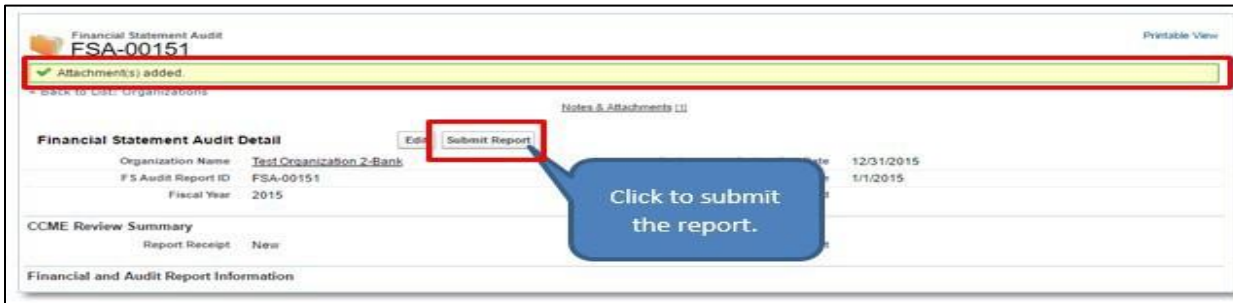 Financial Statement Audit
FSA-00151
Printable View
Attachment(s) added.
Back to List: Organizations
Notes & Attachments [1]
Financial Statement Audit Detail
Edit
Submit Report
Organization Name Test Organization 2-Bank
12/31/2015
FS Audit Report ID FSA-00151
1/1/2015
Fiscal Year 2015
Click to submit
the report.
CCME Review Summary
Report Receipt New
Financial and Audit Report Information